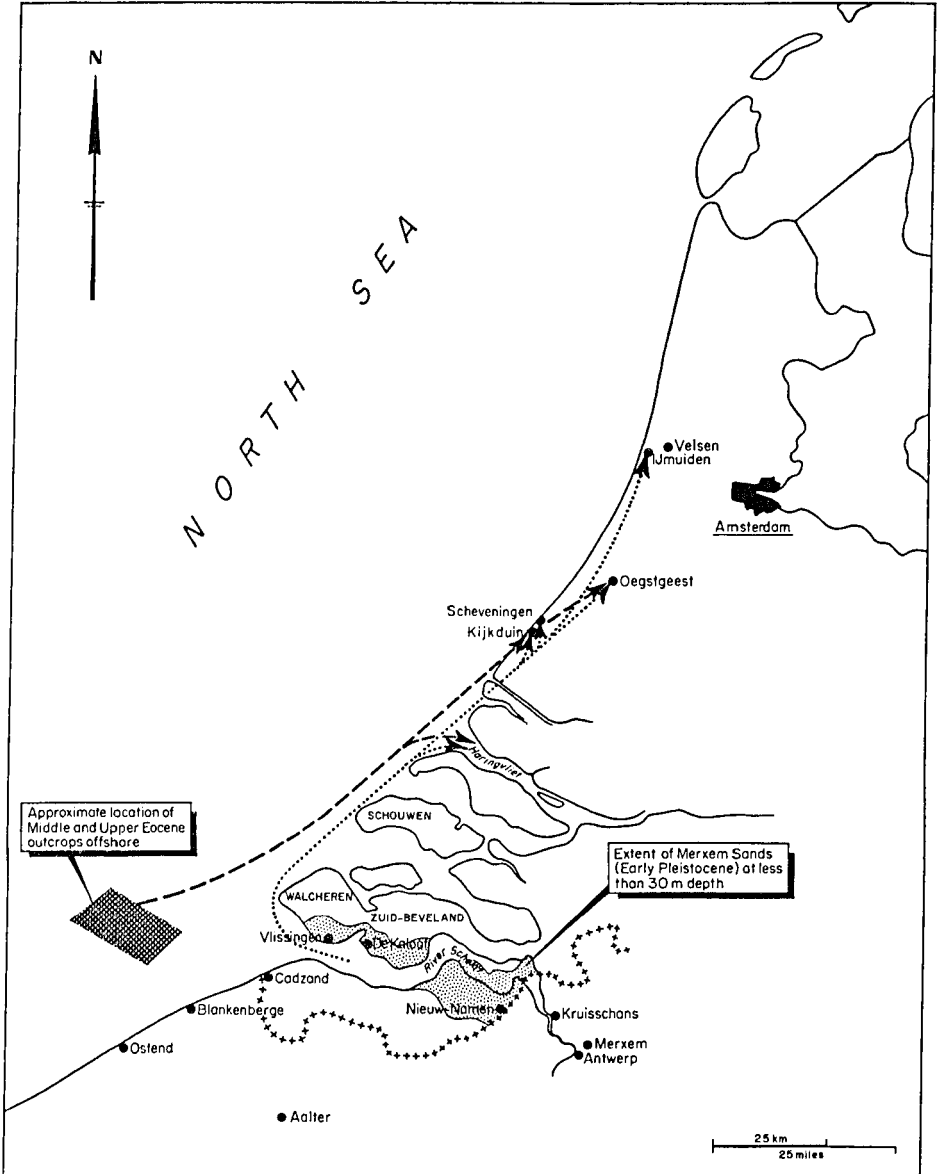 N
NORTH SEA
Velsen
IJmuiden
Amsterdam
Oegstgeest
Scheveningen
Kijkduin
Haringvliet
SCHOUWEN
Approximate location of
Middle and Upper Eocene
outcrops offshore
Extent of Merxem Sands
(Early Pleistocene) at less
than 30 m depth
WALCHEREN
ZUID-BEVELAND
Vlissingen
De Kaloot
River Scheldt
Cadzand
Blankenberge
Nieuw-Namen
Kruisschans
Ostend
Merxem
Antwerp
Aalter
25 km
25 miles